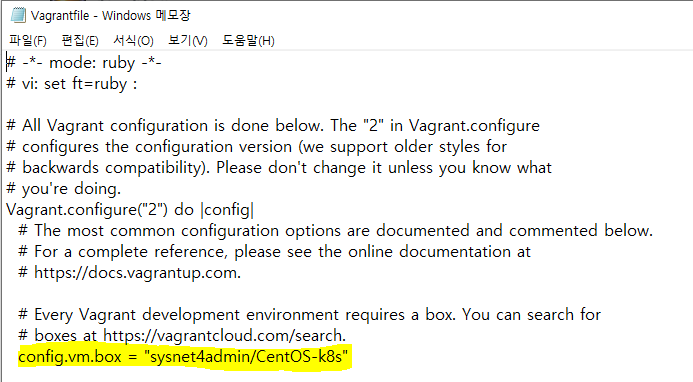 Vagrantfile - Windows 메모장
파일(F) 편집(E) 서식(O) 보기(V) 도움말(H)
# -*- mode: ruby -*-
# vi: set ft=ruby :
# All Vagrant configuration is done below. The "2" in Vagrant.configure
# configures the configuration version (we support older styles for
# backwards compatibility). Please don't change it unless you know what
# you're doing.
Vagrant.configure("2") do |config|
# The most common configuration options are documented and commented below.
# For a complete reference, please see the online documentation at
# https://docs.vagrantup.com.
# Every Vagrant development environment requires a box. You can search for
# boxes at https://vagrantcloud.com/search.
config.vm.box = "sysnet4admin/CentOS-k8s"